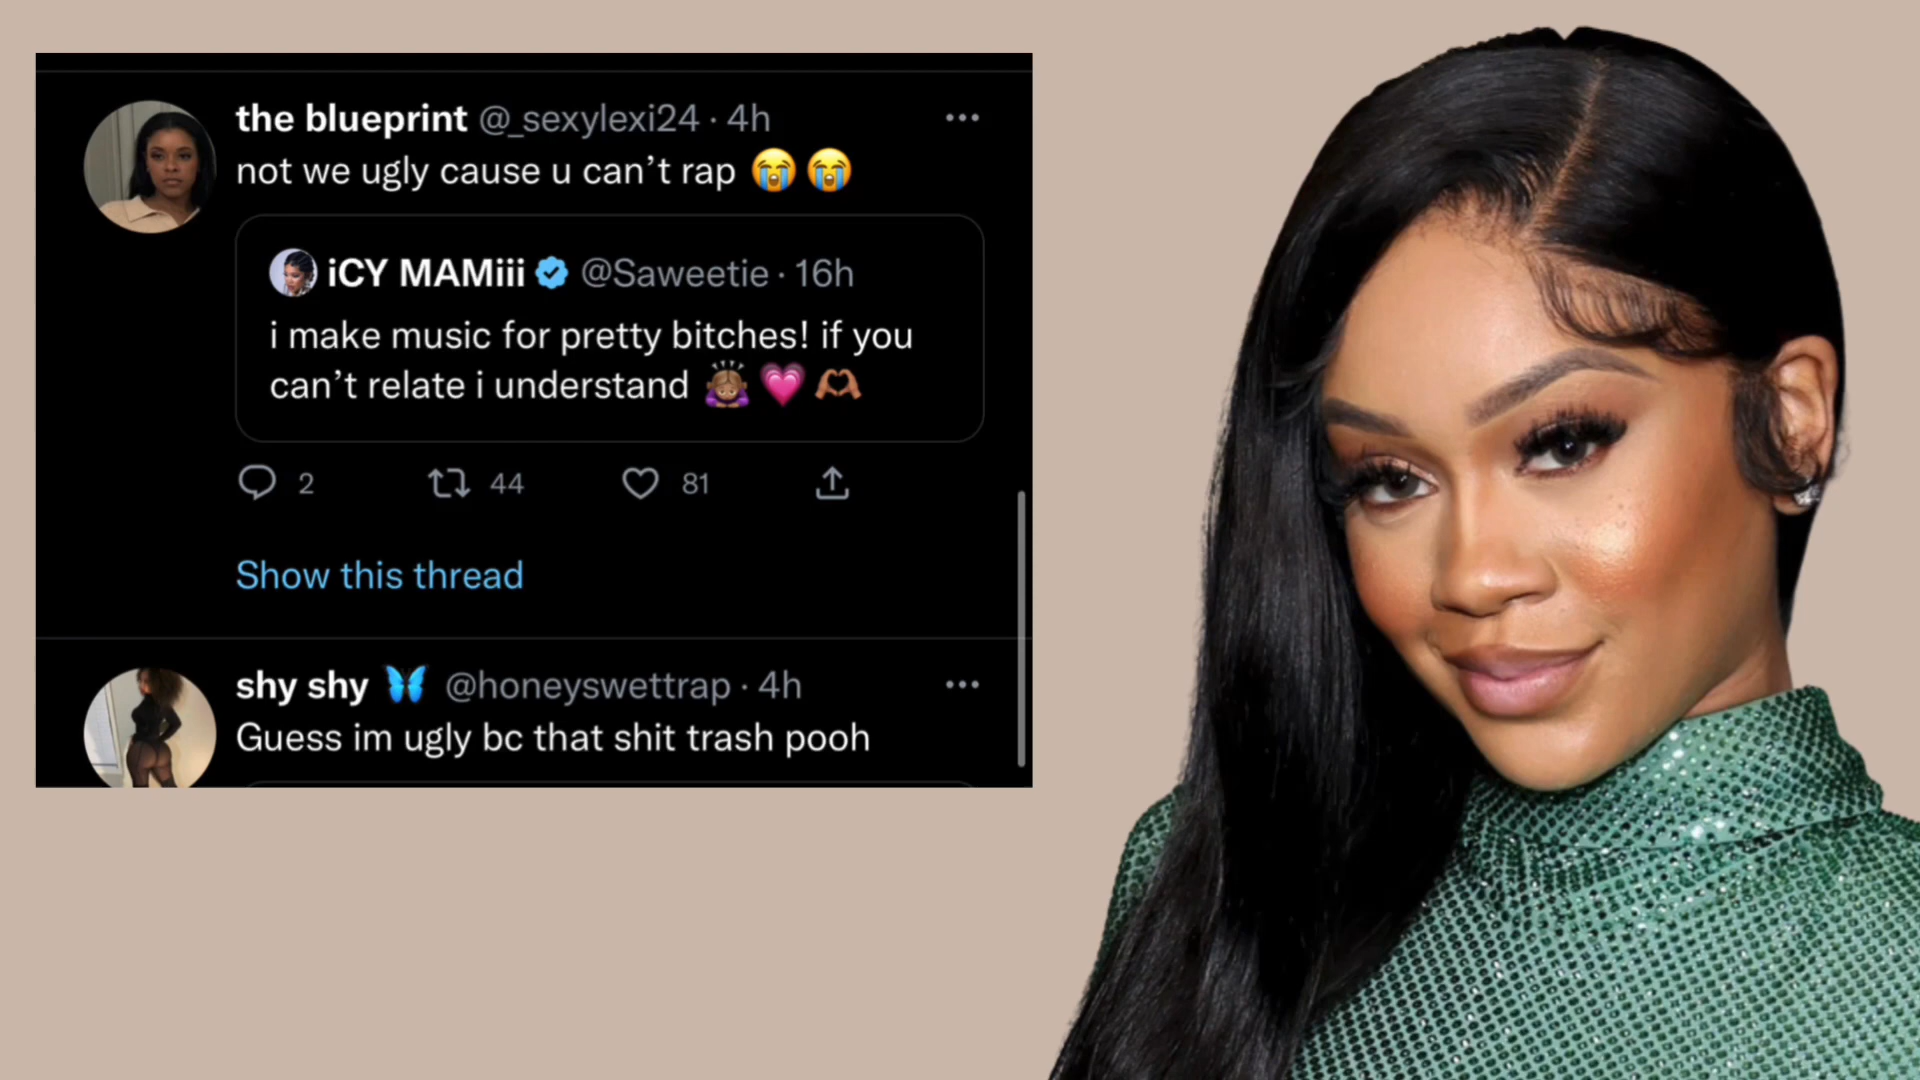 the blueprint @_sexylexi24 · 4h
not we ugly cause u can’t rap 😭😭
iCY MAMiii @Saweetie · 16h
i make music for pretty bitches! if you
can’t relate i understand 🙇🏽‍♀️💗🫶🏽
2 44 81
Show this thread
shy shy 🦋 @honeyswettrap · 4h
Guess im ugly bc that shit trash pooh